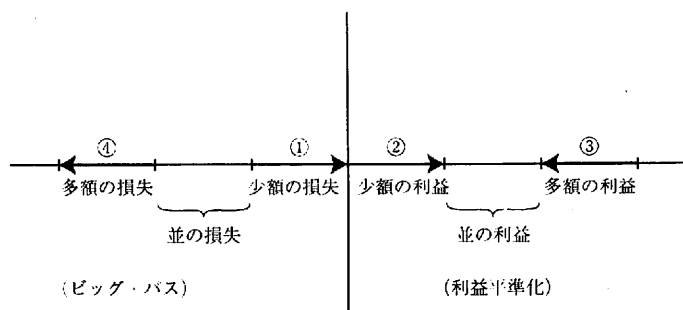 ④ ① ② ③
多額の損失 少額の損失 少額の利益 多額の利益
並の損失 並の利益
(ビッグ・バス) (利益平準化)